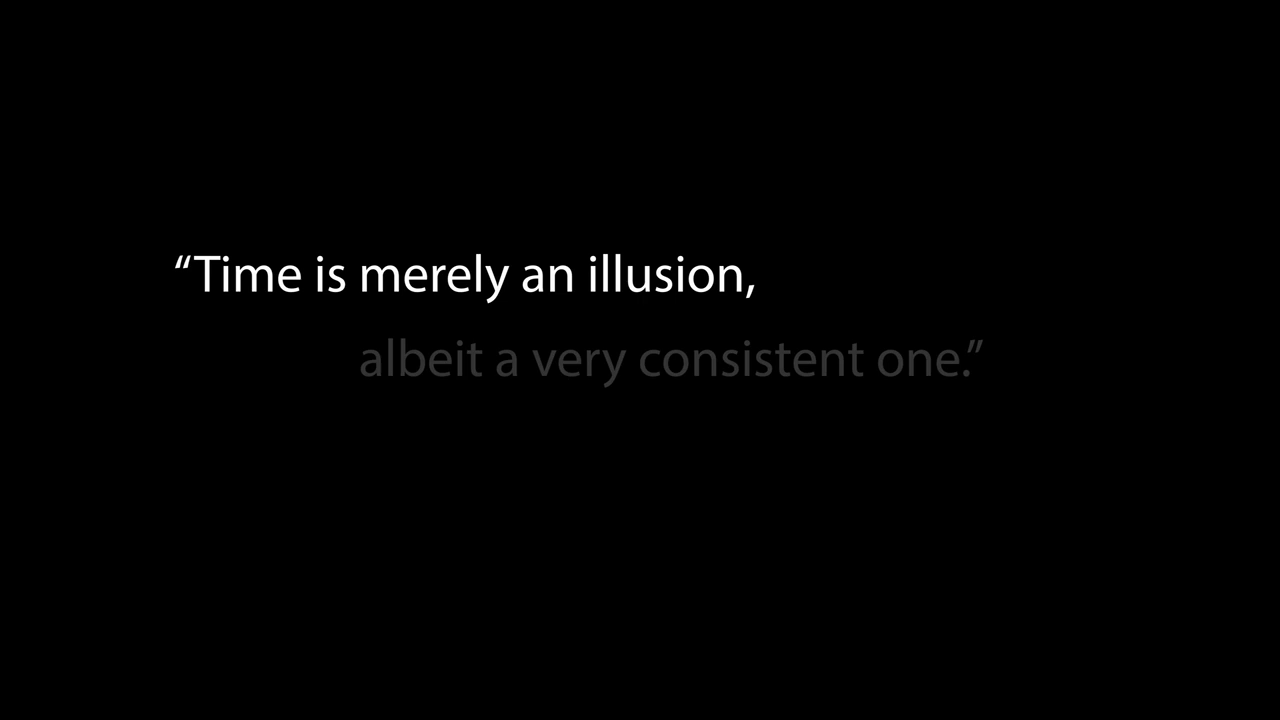 “Time is merely an illusion,
albeit a very consistent one.”